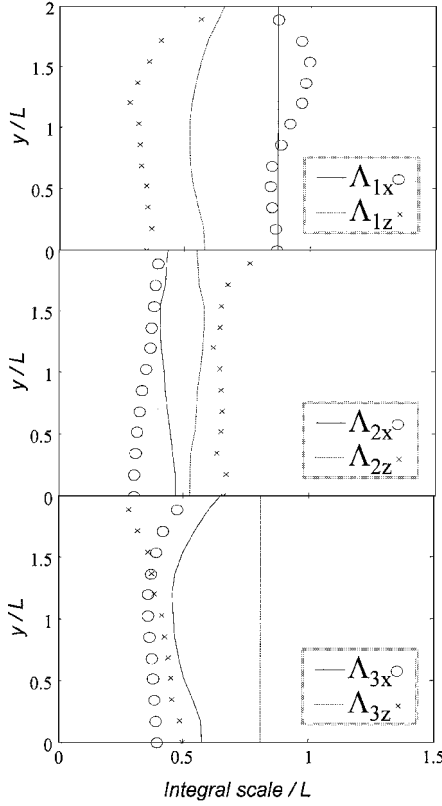 2
1.5
1
0.5
0
y / L
Λ1x
Λ1z
1.5
1
0.5
0
y / L
Λ2x
Λ2z
1.5
1
0.5
0
y / L
Λ3x
Λ3z
0 0.5 1 1.5
Integral scale / L